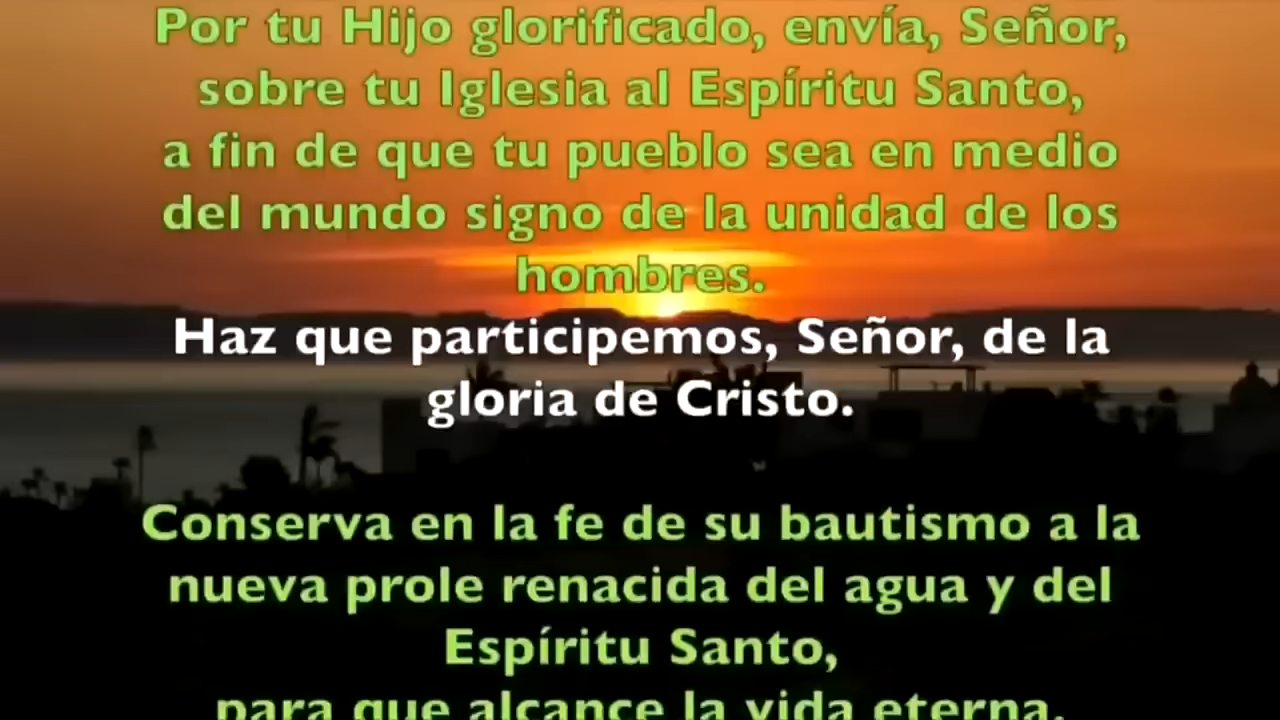 Por tu Hijo glorificado, envía, Señor,
sobre tu Iglesia al Espíritu Santo,
a fin de que tu pueblo sea en medio
del mundo signo de la unidad de los
hombres.
Haz que participemos, Señor, de la
gloria de Cristo.
Conserva en la fe de su bautismo a la
nueva prole renacida del agua y del
Espíritu Santo,
para que alcance la vida eterna.